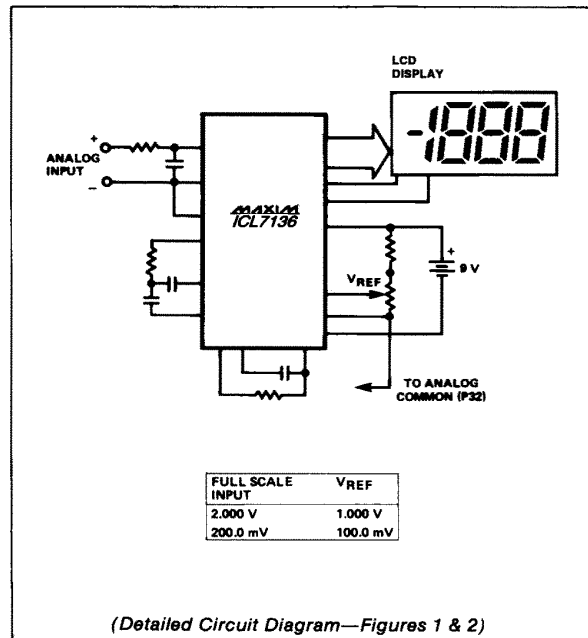 LCD
DISPLAY
-1888
+
ANALOG
INPUT
–
MAXIM
ICL7136
+
9 V
VREF
TO ANALOG
COMMON (P32)
FULL SCALE INPUT VREF
2.000 V 1.000 V
200.0 mV 100.0 mV
(Detailed Circuit Diagram—Figures 1 & 2)